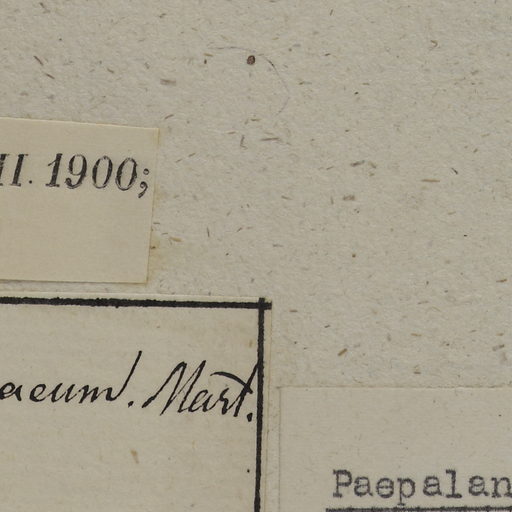 II. 1900;
aeum. Mart.
Paepalan